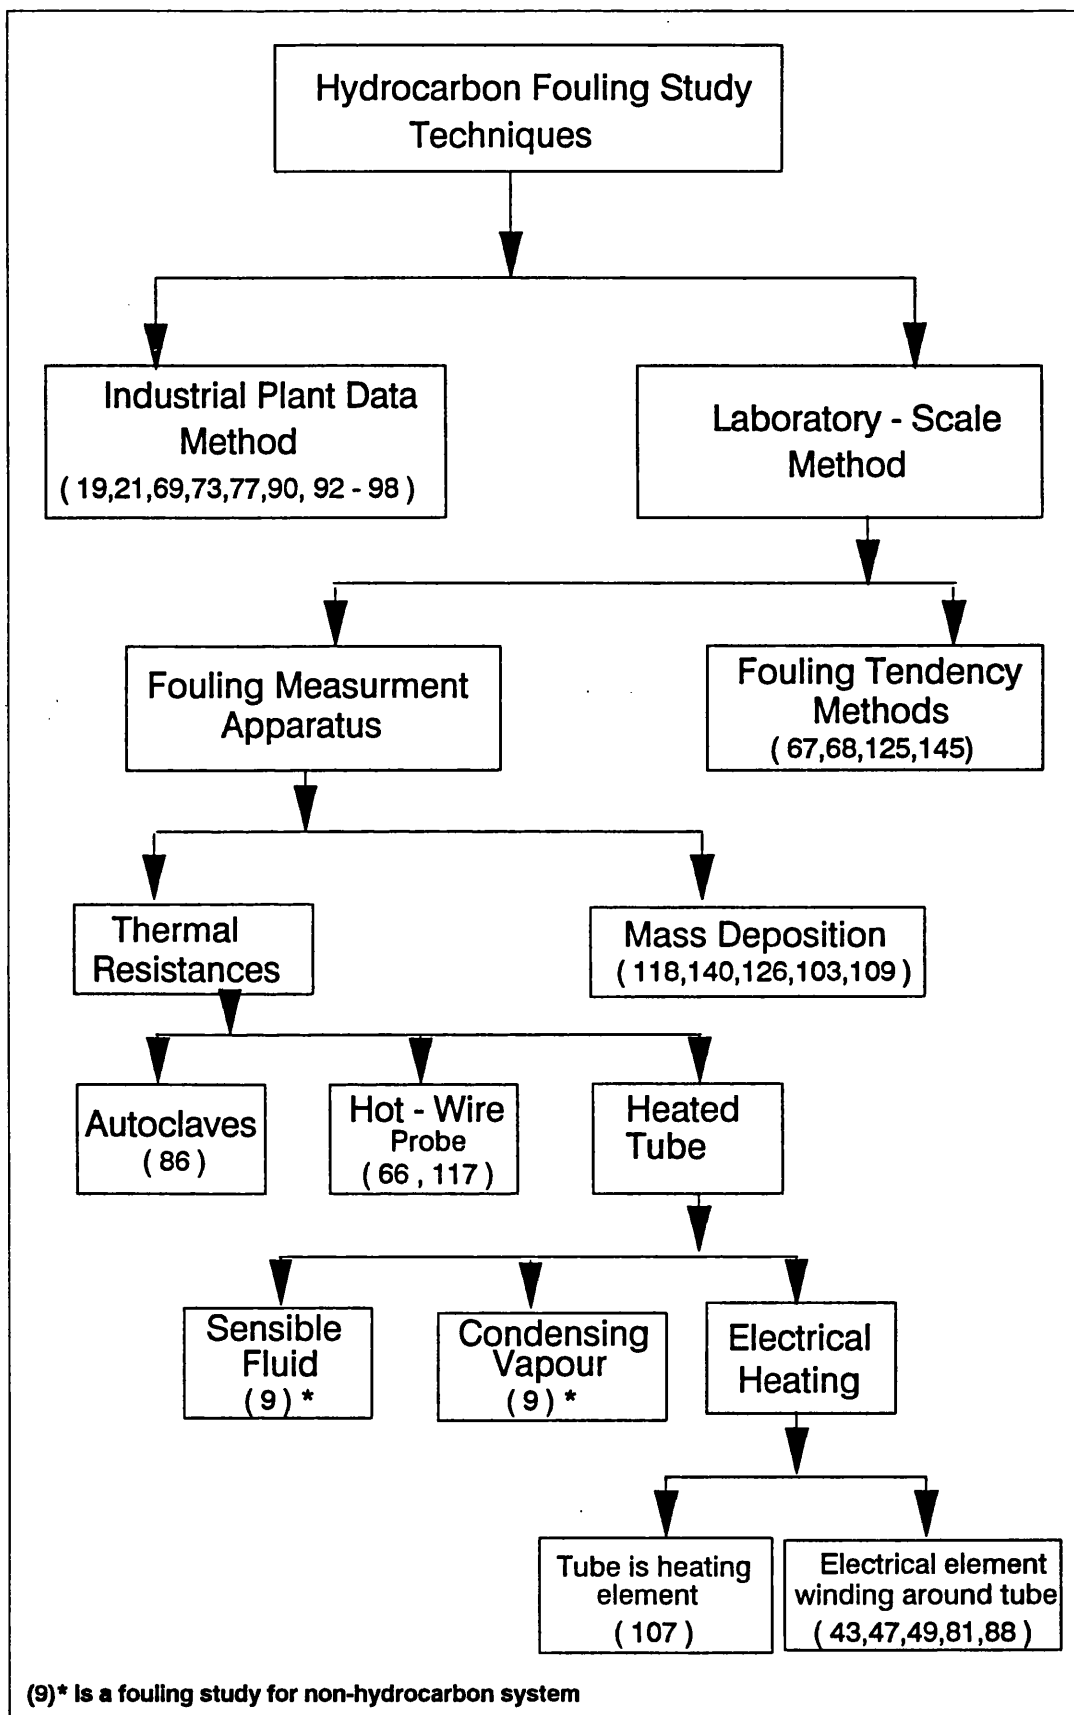 Hydrocarbon Fouling Study
Techniques
Industrial Plant Data
Method
( 19,21,69,73,77,90, 92 - 98 )
Laboratory - Scale
Method
Fouling Measurment
Apparatus
Fouling Tendency
Methods
( 67,68,125,145)
Thermal
Resistances
Mass Deposition
( 118,140,126,103,109 )
Autoclaves
( 86 )
Hot - Wire
Probe
( 66 , 117 )
Heated
Tube
Sensible
Fluid
( 9 ) *
Condensing
Vapour
( 9 ) *
Electrical
Heating
Tube is heating
element
( 107 )
Electrical element
winding around tube
( 43,47,49,81,88 )
(9)* is a fouling study for non-hydrocarbon system